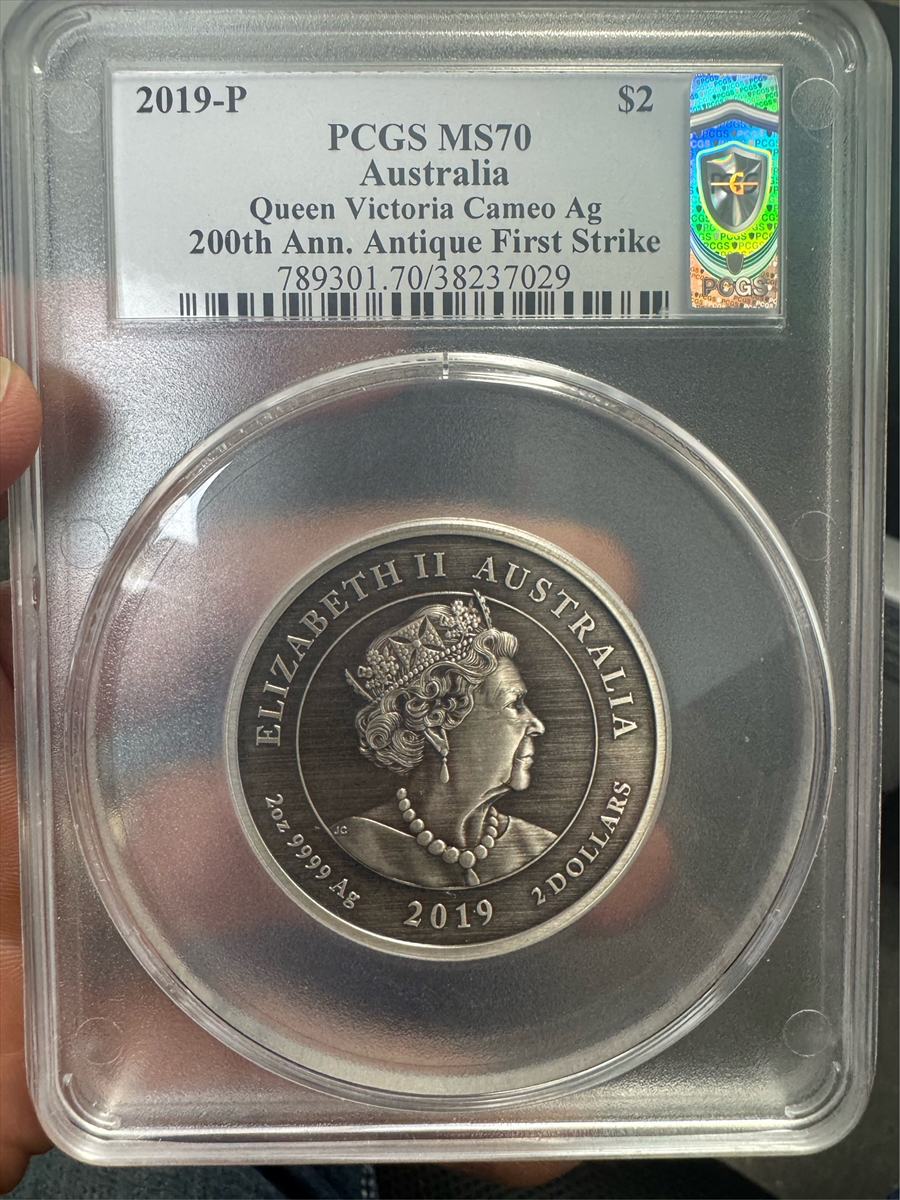 2019-P $2
PCGS MS70
Australia
Queen Victoria Cameo Ag
200th Ann. Antique First Strike
789301.70/38237029
PCGS
ELIZABETH II AUSTRALIA
JC
2oz 9999 Ag
2019
2 DOLLARS